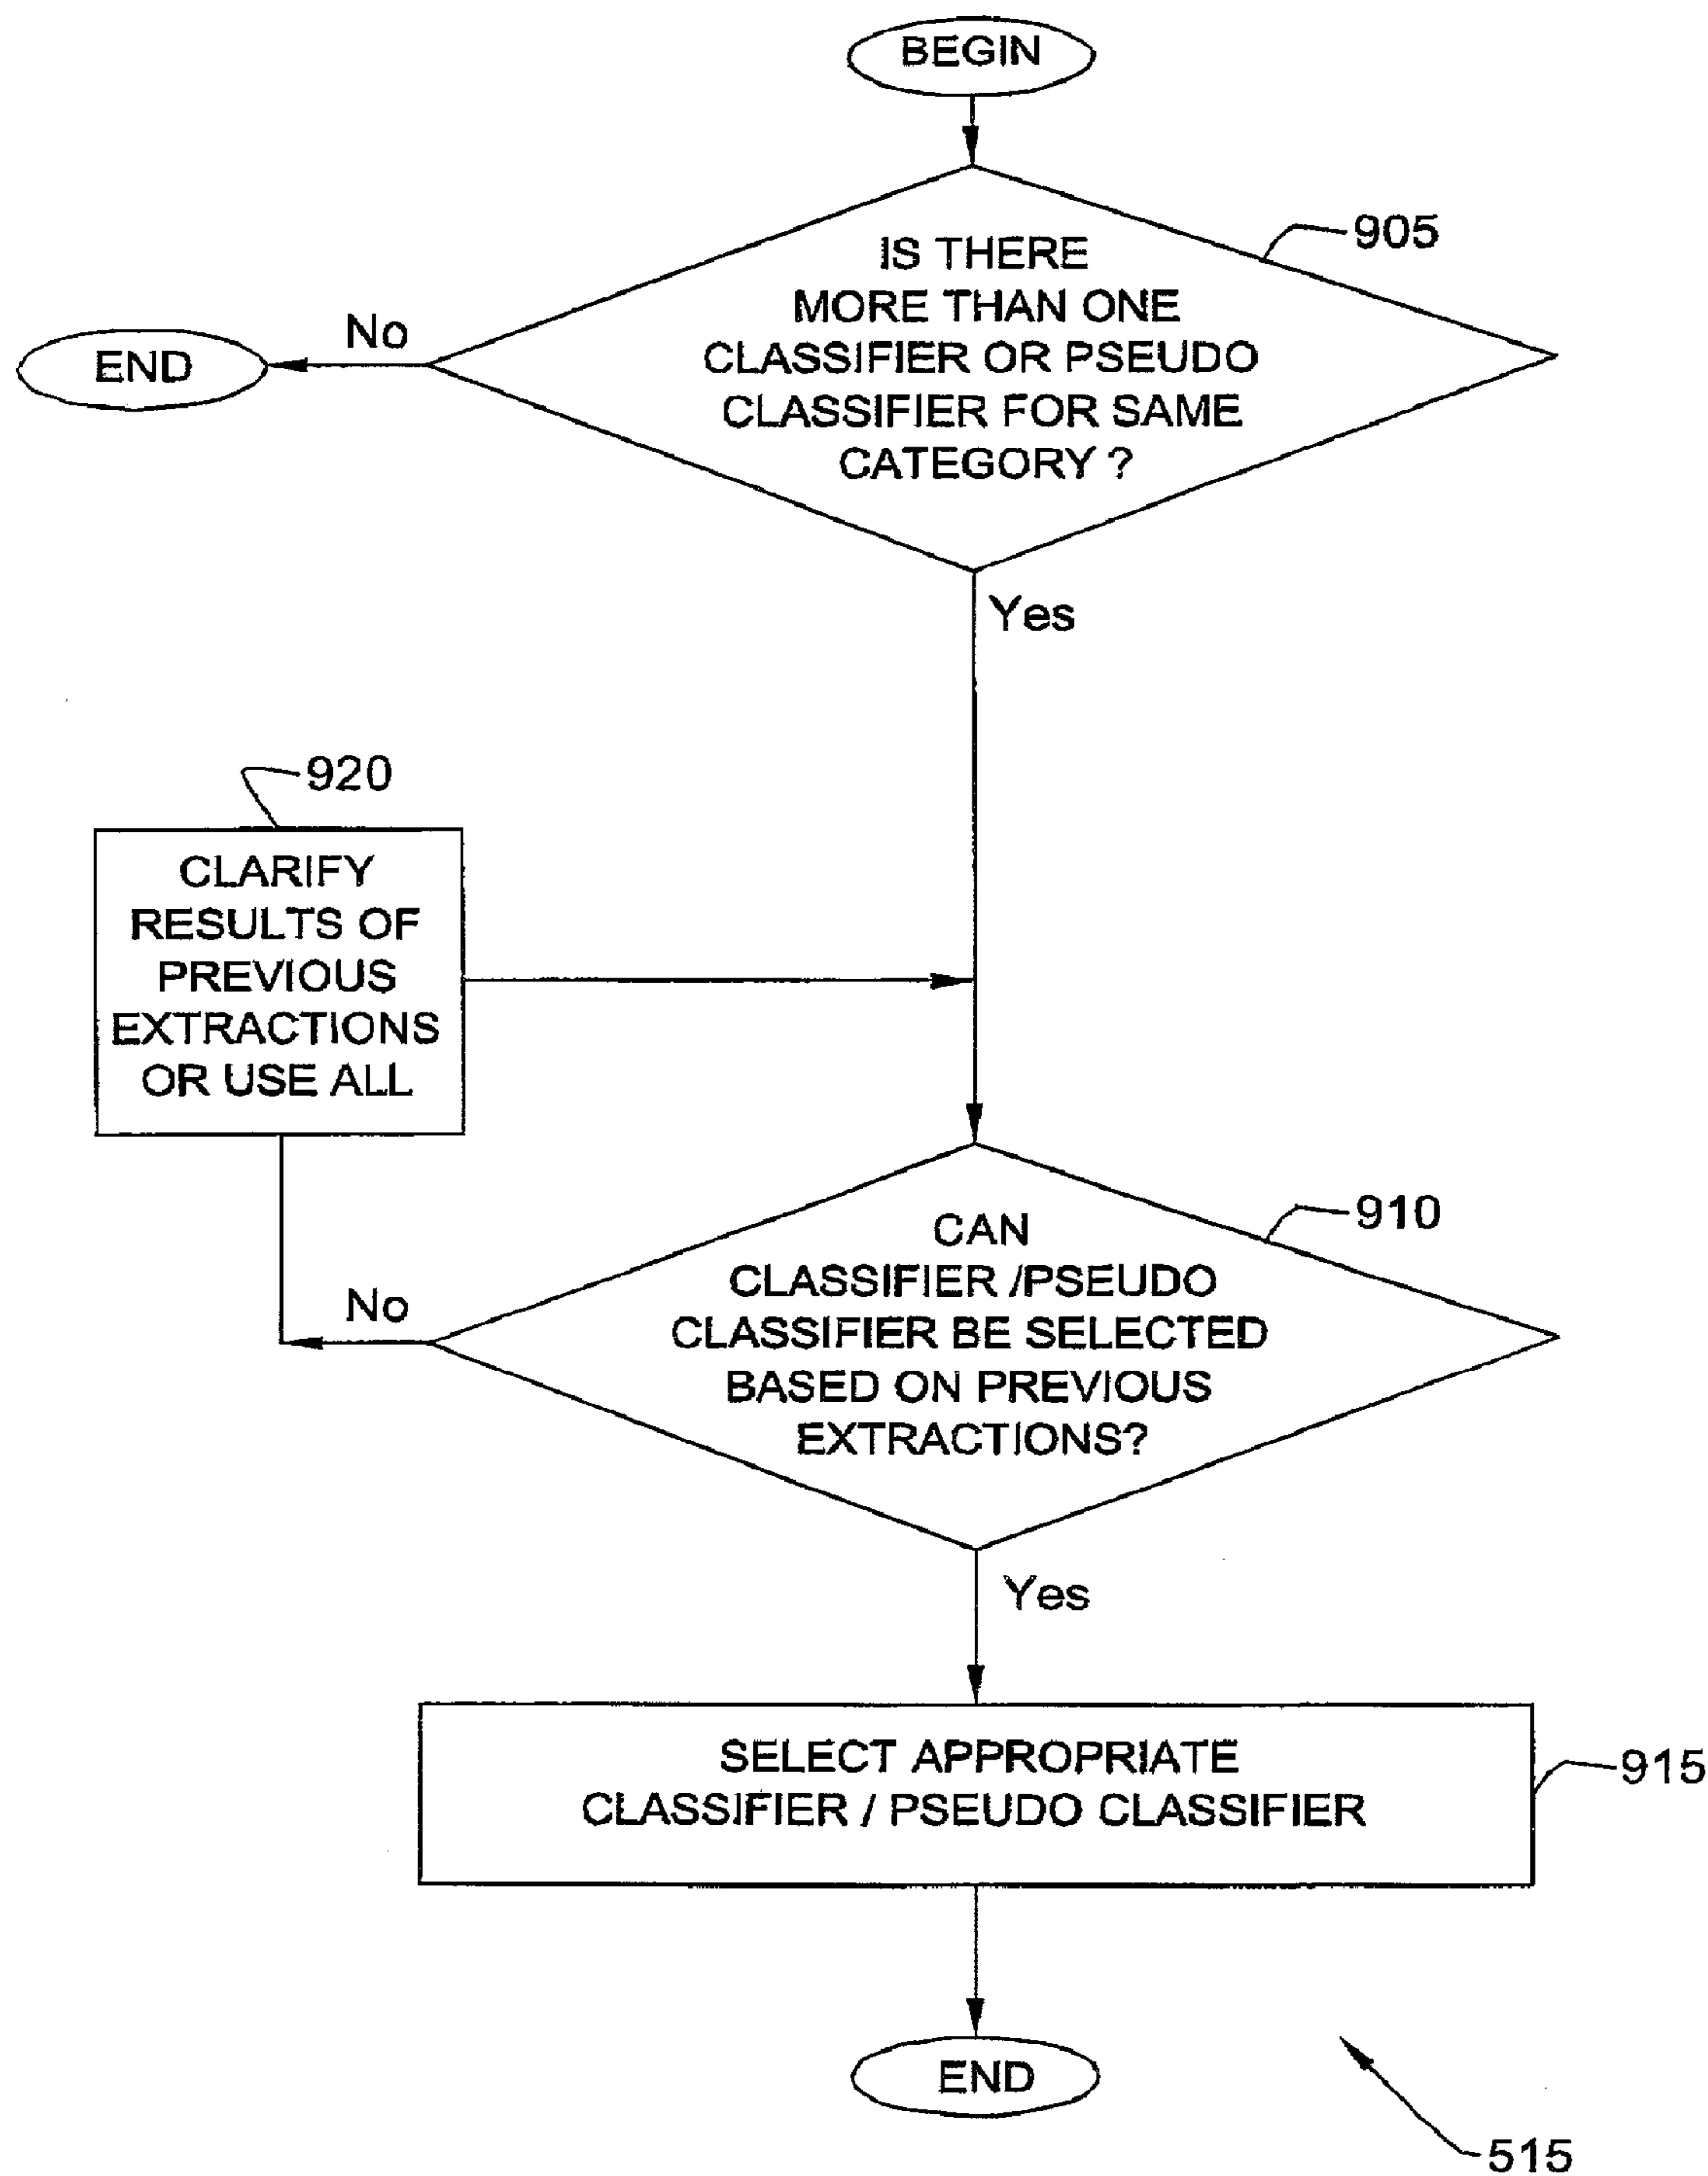 BEGIN
905
IS THERE
MORE THAN ONE
CLASSIFIER OR PSEUDO
CLASSIFIER FOR SAME
CATEGORY ?
No
END
Yes
920
CLARIFY
RESULTS OF
PREVIOUS
EXTRACTIONS
OR USE ALL
910
CAN
CLASSIFIER /PSEUDO
CLASSIFIER BE SELECTED
BASED ON PREVIOUS
EXTRACTIONS?
No
Yes
SELECT APPROPRIATE
CLASSIFIER / PSEUDO CLASSIFIER
915
END
515